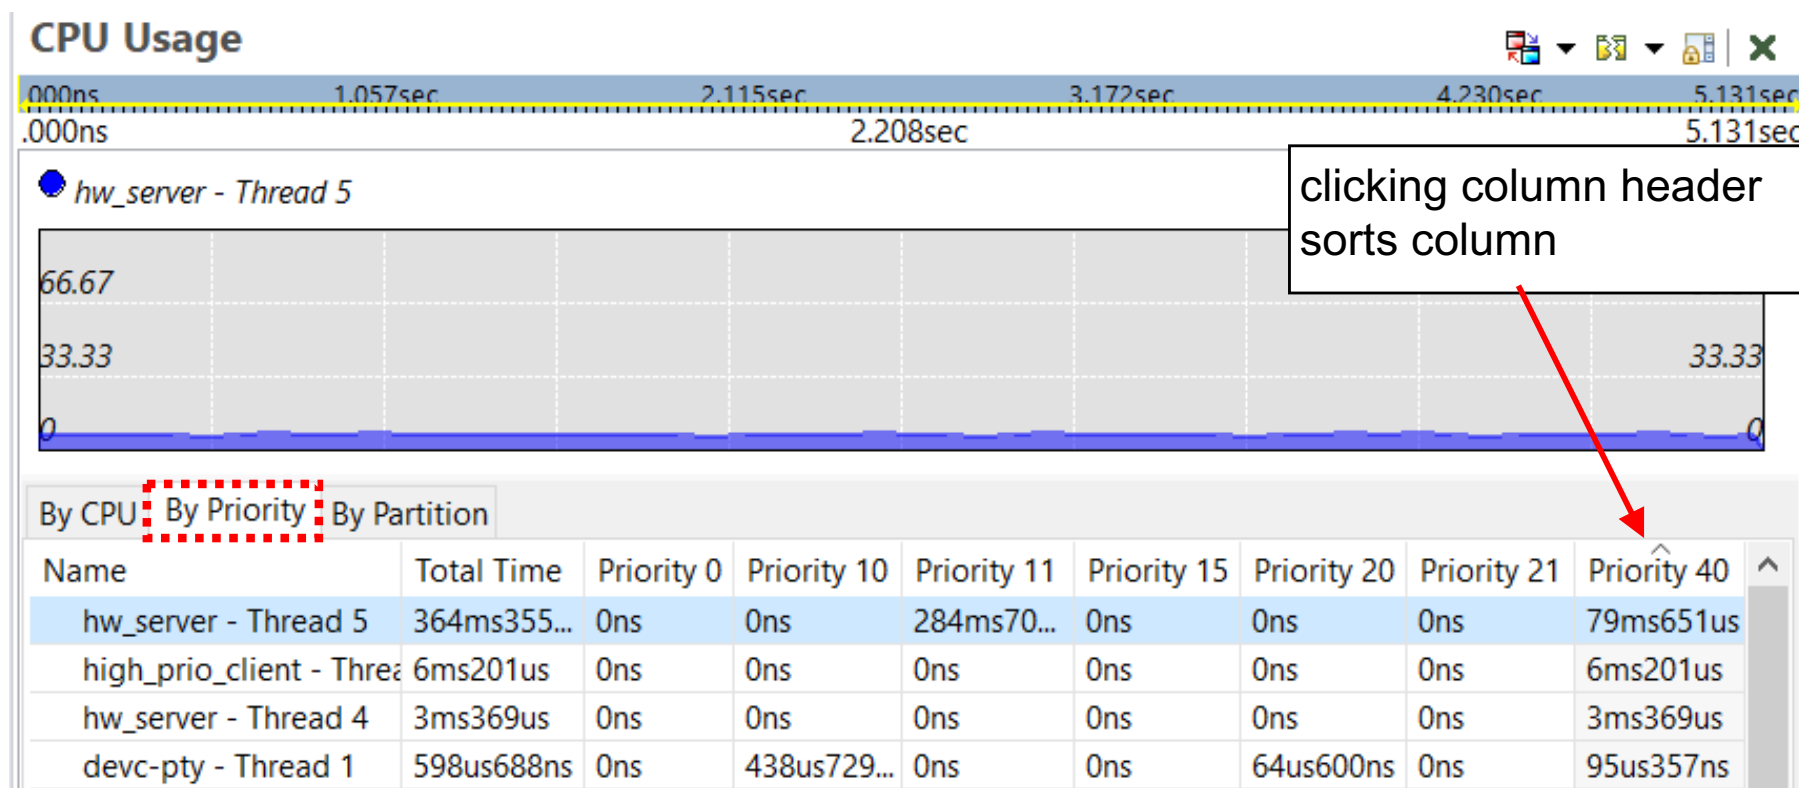 CPU Usage
000ns 1.057sec 2.115sec 3.172sec 4.230sec 5.131sec
.000ns 2.208sec 5.131sec
hw_server - Thread 5
clicking column header
sorts column
66.67
33.33 33.33
0 0
By CPU By Priority By Partition
Name Total Time Priority 0 Priority 10 Priority 11 Priority 15 Priority 20 Priority 21 Priority 40
hw_server - Thread 5 364ms355... 0ns 0ns 284ms70... 0ns 0ns 0ns 79ms651us
high_prio_client - Threa 6ms201us 0ns 0ns 0ns 0ns 0ns 0ns 6ms201us
hw_server - Thread 4 3ms369us 0ns 0ns 0ns 0ns 0ns 0ns 3ms369us
devc-pty - Thread 1 598us688ns 0ns 438us729... 0ns 0ns 64us600ns 0ns 95us357ns